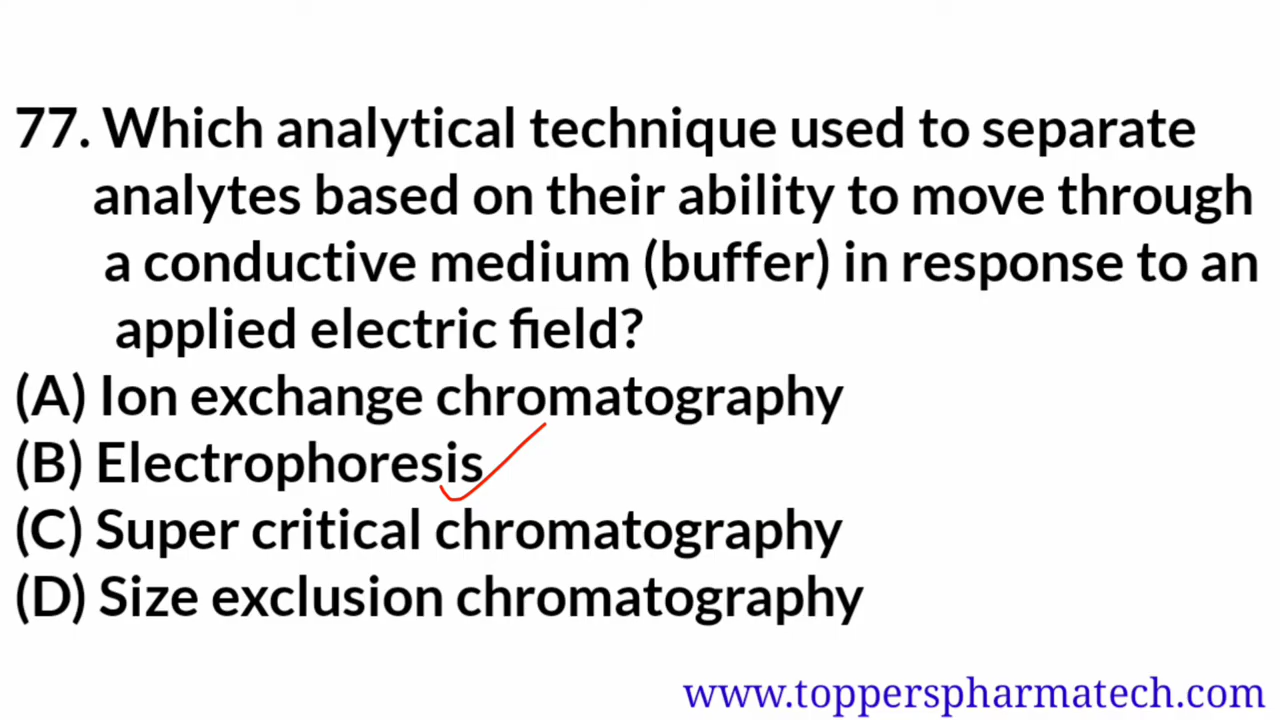 77. Which analytical technique used to separate
analytes based on their ability to move through
a conductive medium (buffer) in response to an
applied electric field?
(A) Ion exchange chromatography
(B) Electrophoresis
(C) Super critical chromatography
(D) Size exclusion chromatography
www.topperspharmatech.com